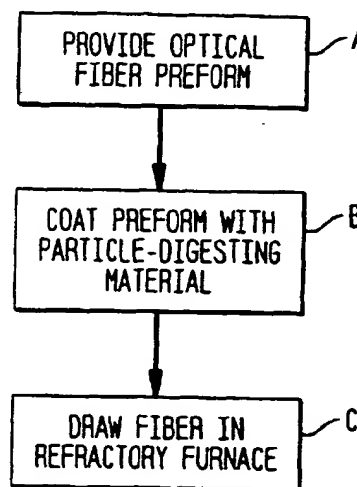 PROVIDE OPTICAL A
FIBER PREFORM
COAT PREFORM WITH B
PARTICLE-DIGESTING
MATERIAL
DRAW FIBER IN C
REFRACTORY FURNACE